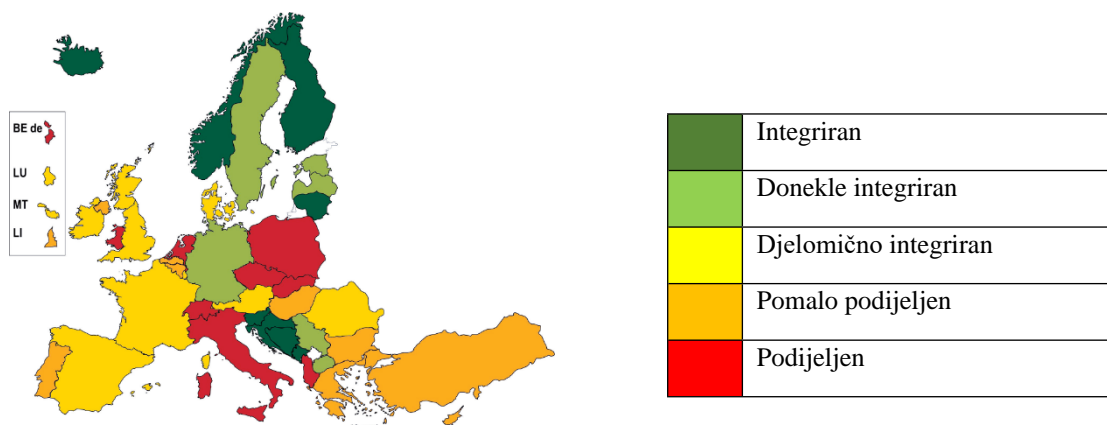 BE de
LU
MT
LI
Integriran
Donekle integriran
Djelomično integriran
Pomalo podijeljen
Podijeljen